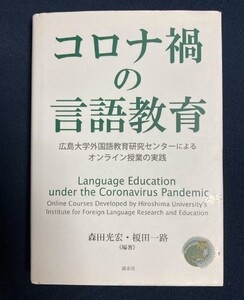 コロナ禍
の
言語教育
広島大学外国語教育研究センターによる
オンライン授業の実践
Language Education
under the Coronavirus Pandemic
Online Courses Developed by Hiroshima University's
Institute for Foreign Language Research and Education
森田光宏・榎田一路
(編著)